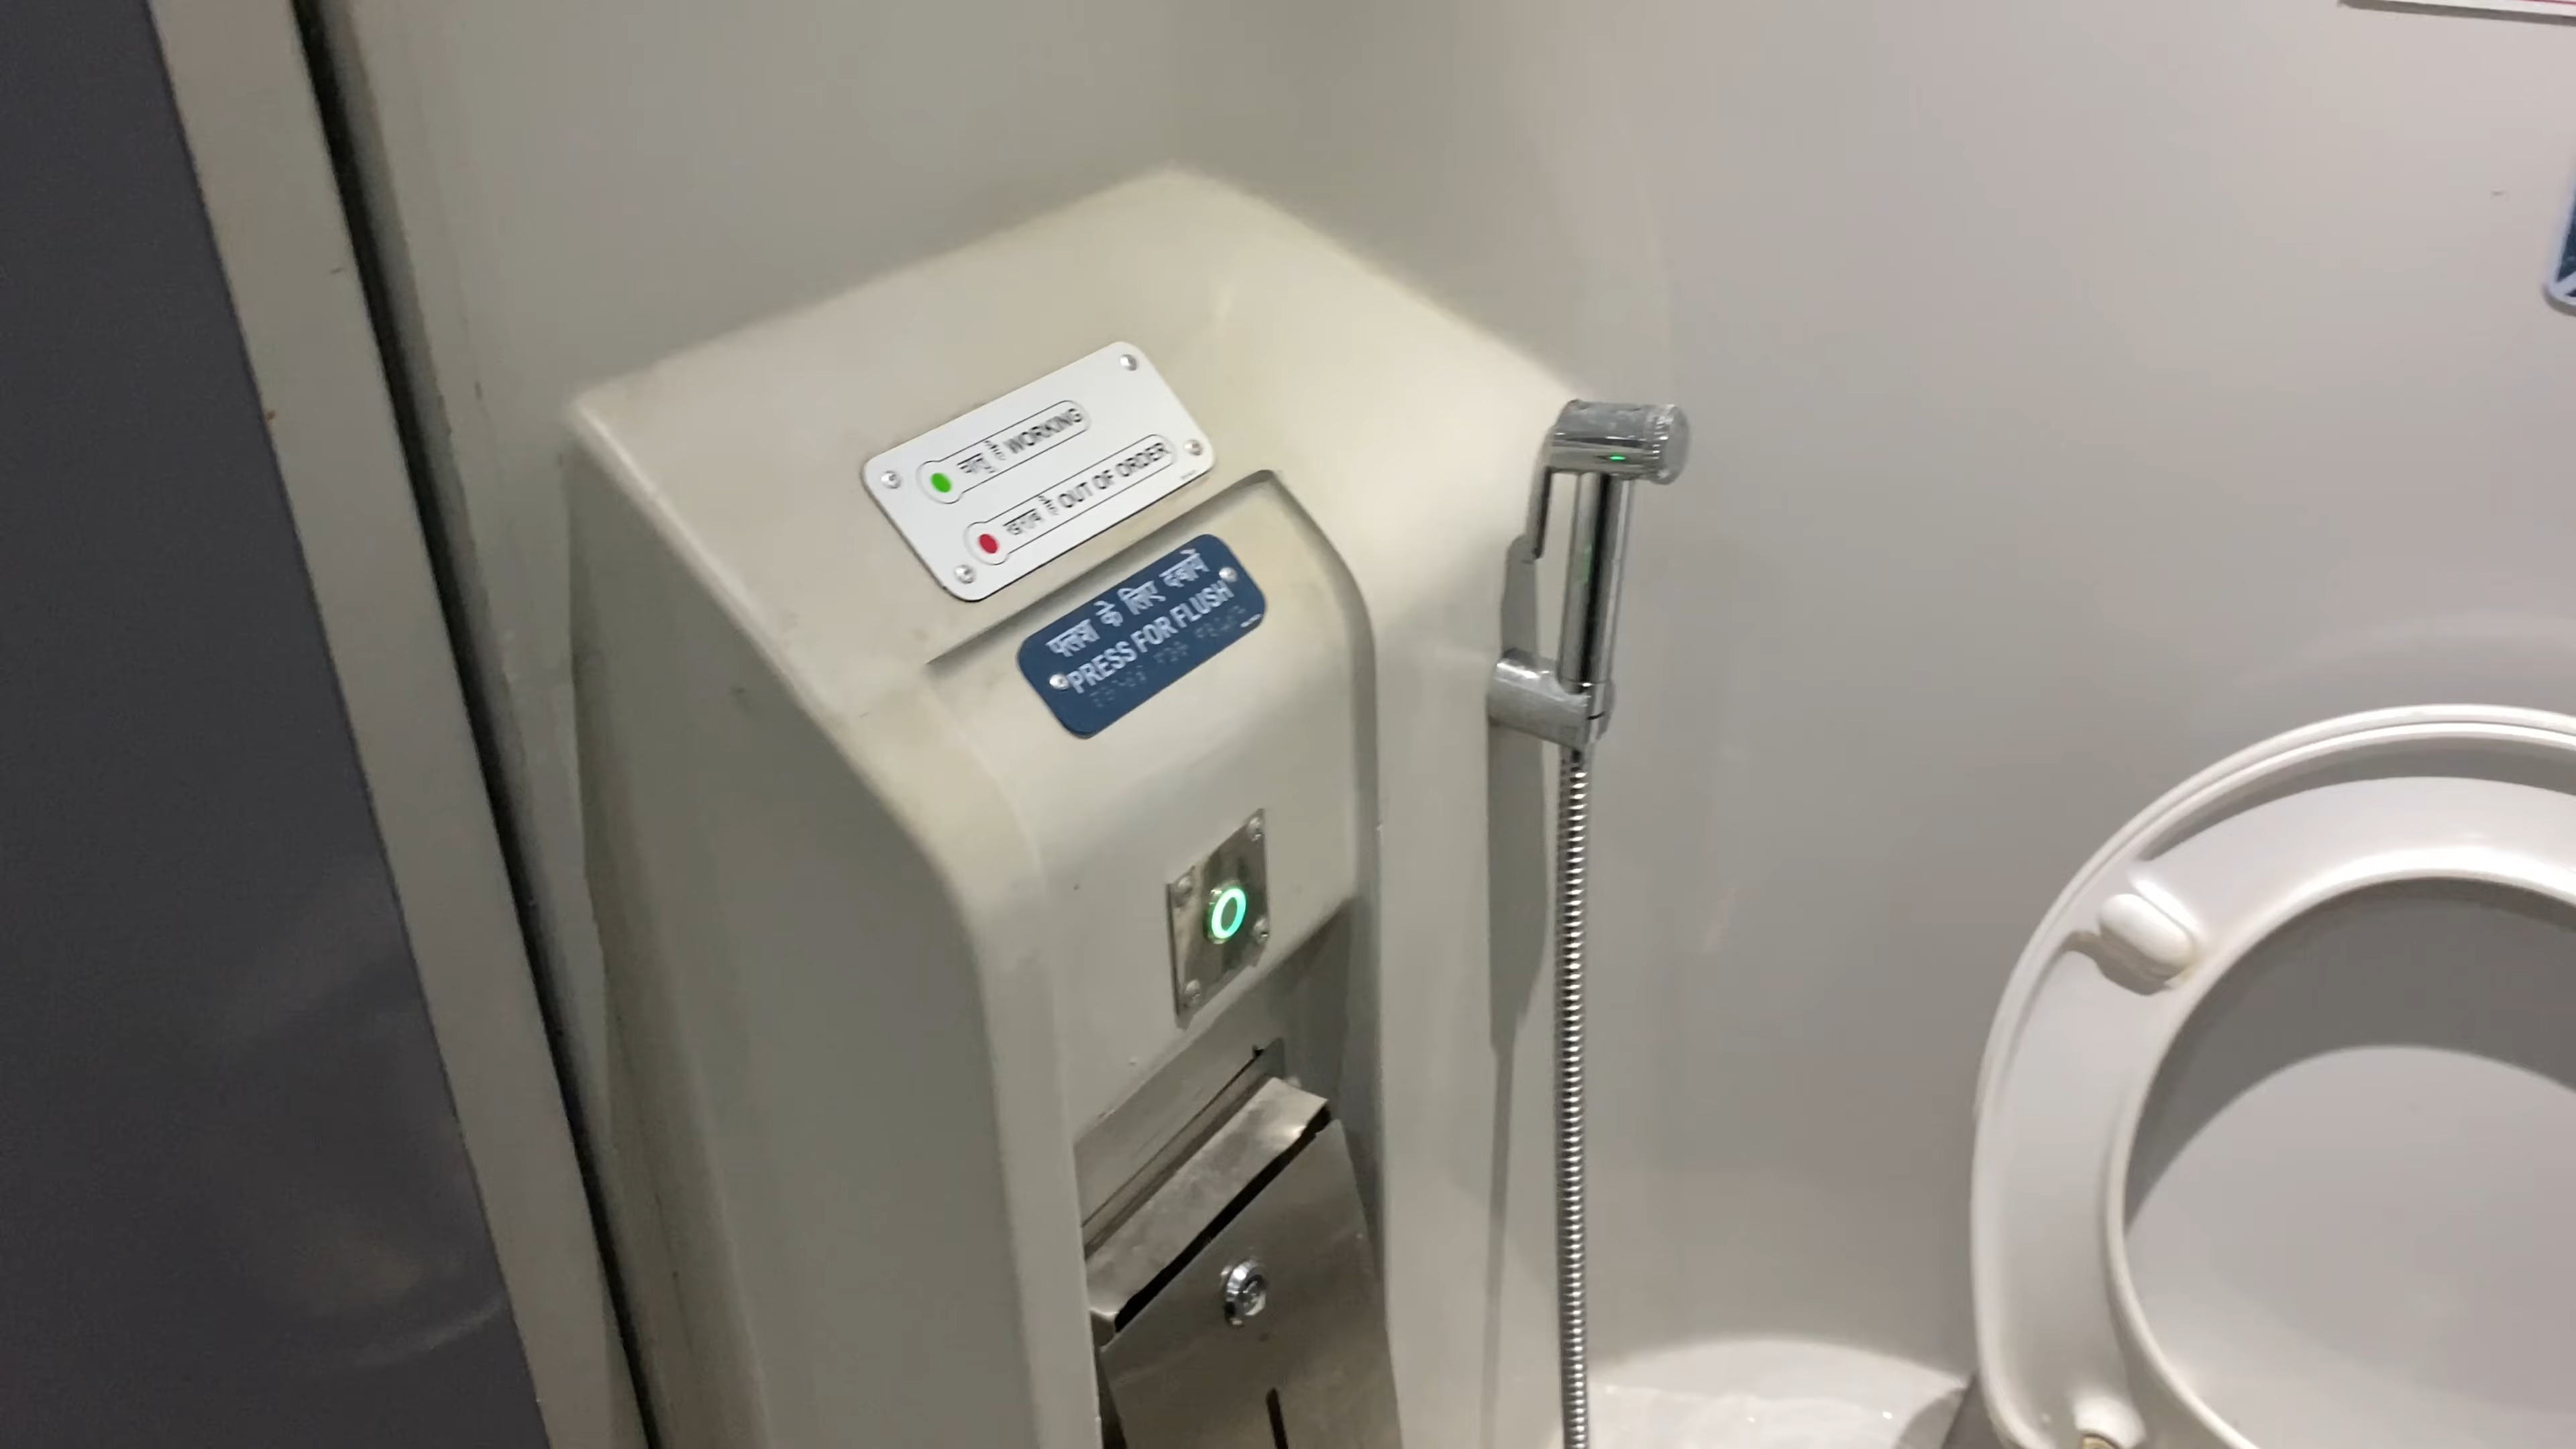 चालू है WORKING
खराब है OUT OF ORDER
फ्लश के लिए दबायें
PRESS FOR FLUSH